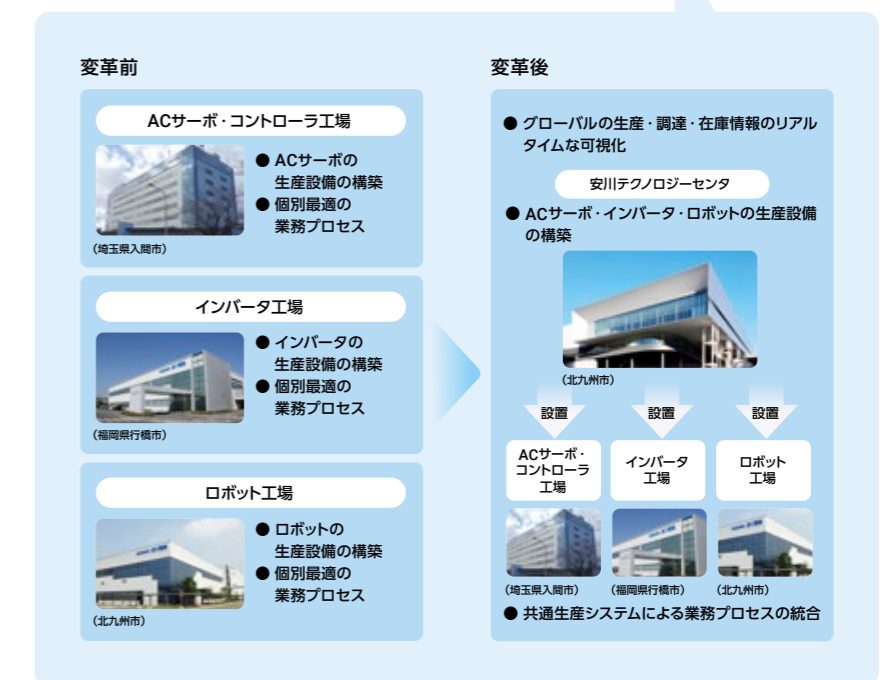 変革前
ACサーボ・コントローラ工場
● ACサーボの
生産設備の構築
● 個別最適の
業務プロセス
(埼玉県入間市)
インバータ工場
● インバータの
生産設備の構築
● 個別最適の
業務プロセス
(福岡県行橋市)
ロボット工場
● ロボットの
生産設備の構築
● 個別最適の
業務プロセス
(北九州市)
変革後
● グローバルの生産・調達・在庫情報のリアル
タイムな可視化
安川テクノロジーセンタ
● ACサーボ・インバータ・ロボットの生産設備
の構築
(北九州市)
設置 設置 設置
ACサーボ・
コントローラ
工場
インバータ
工場
ロボット
工場
(埼玉県入間市) (福岡県行橋市) (北九州市)
● 共通生産システムによる業務プロセスの統合